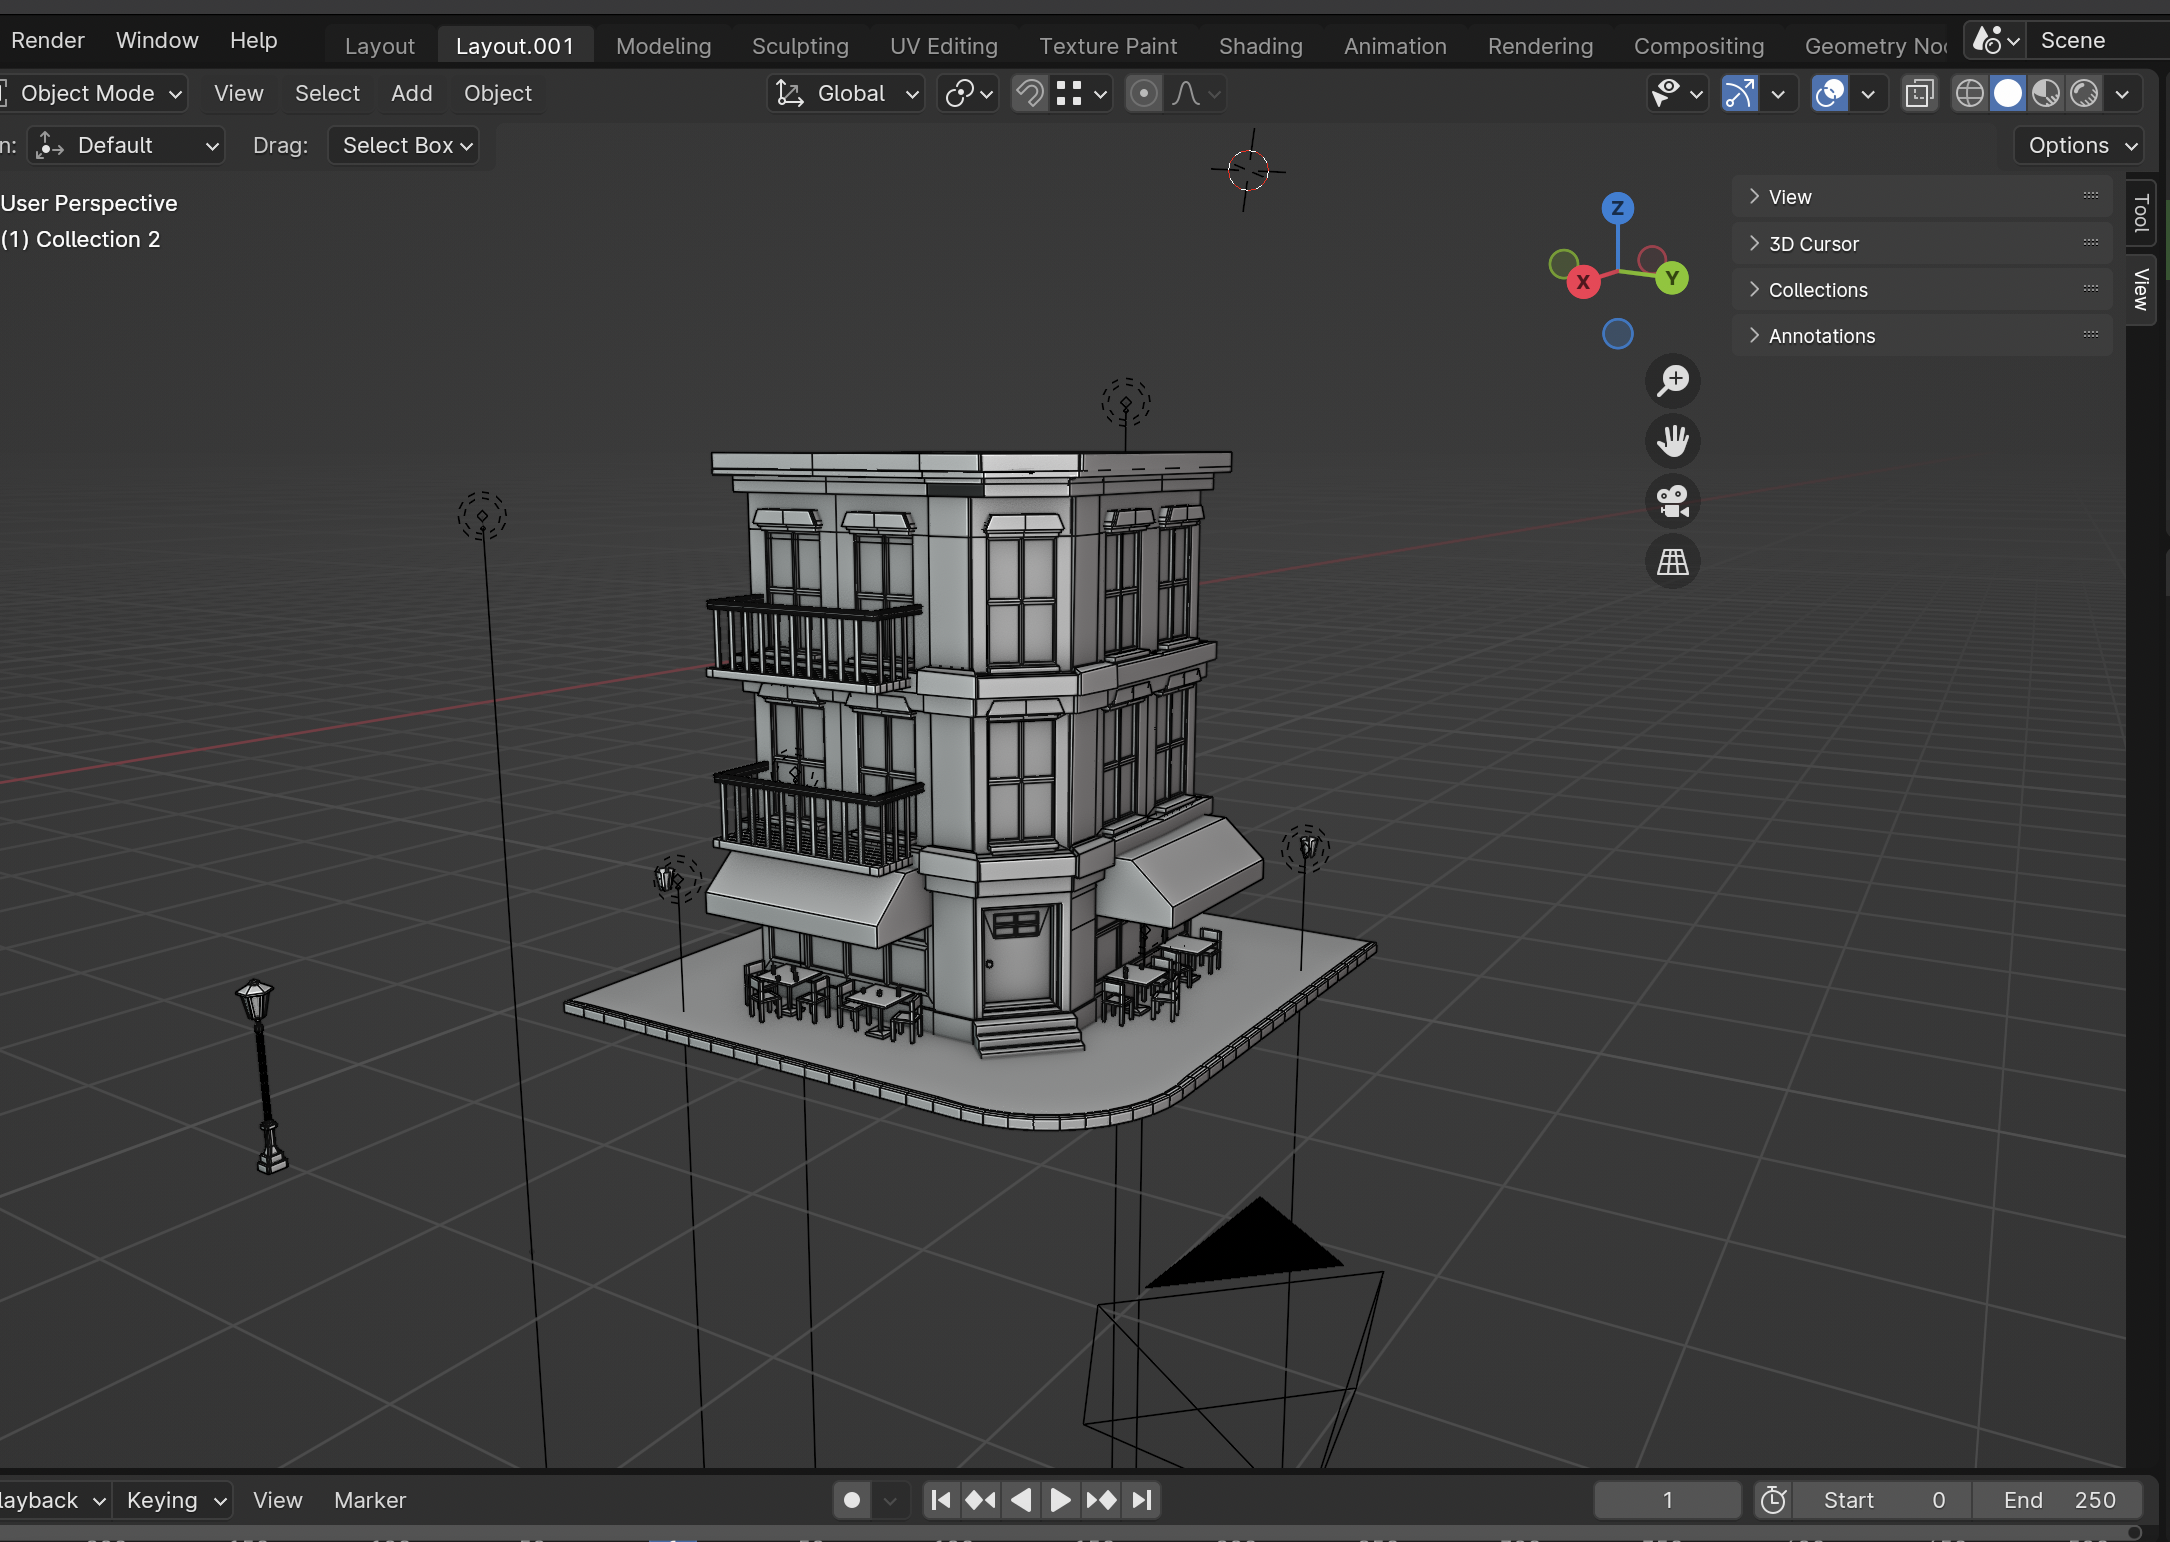 Render Window Help Layout Layout.001 Modeling Sculpting UV Editing Texture Paint Shading Animation Rendering Compositing Geometry Scene
Object Mode View Select Add Object Global
n: Default Drag: Select Box Options
User Perspective
(1) Collection 2
Z
X
Y
View
3D Cursor
Collections
Annotations
Tool
View
layback Keying View Marker 1 Start 0 End 250